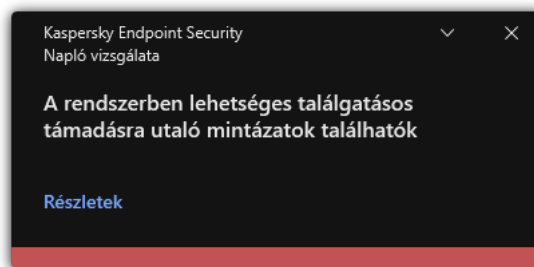 Kaspersky Endpoint Security
Napló vizsgálata
A rendszerben lehetséges találgatásos
támadásra utaló mintázatok találhatók
Részletek